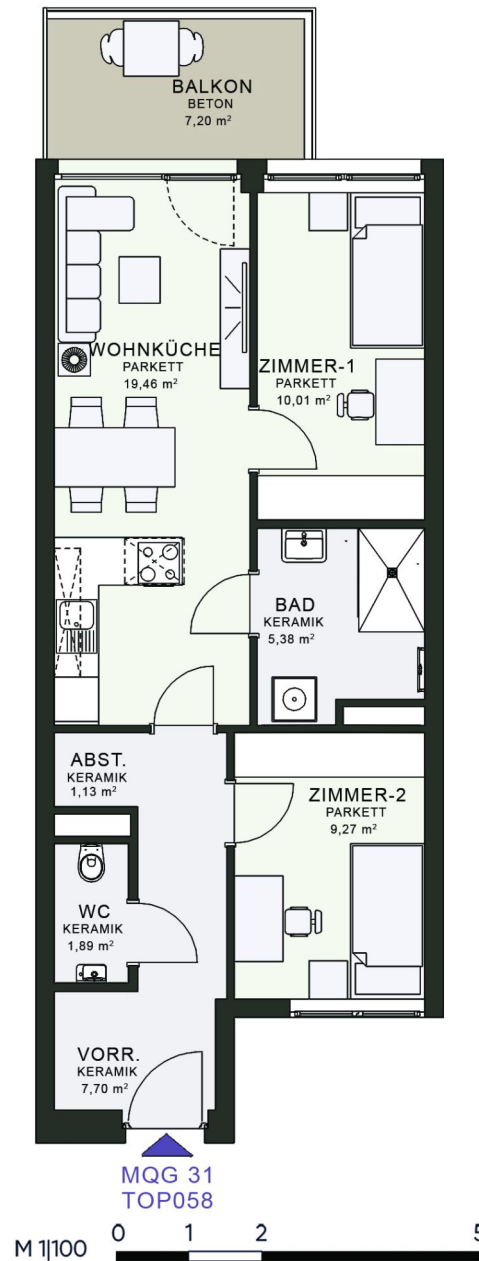 BALKON
BETON
7,20 m²
WOHNKÜCHE
PARKETT
19,46 m²
ZIMMER-1
PARKETT
10,01 m²
BAD
KERAMIK
5,38 m²
ABST.
KERAMIK
1,13 m²
ZIMMER-2
PARKETT
9,27 m²
WC
KERAMIK
1,89 m²
VORR.
KERAMIK
7,70 m²
MQG 31
TOP058
M 1|100 0 1 2 5